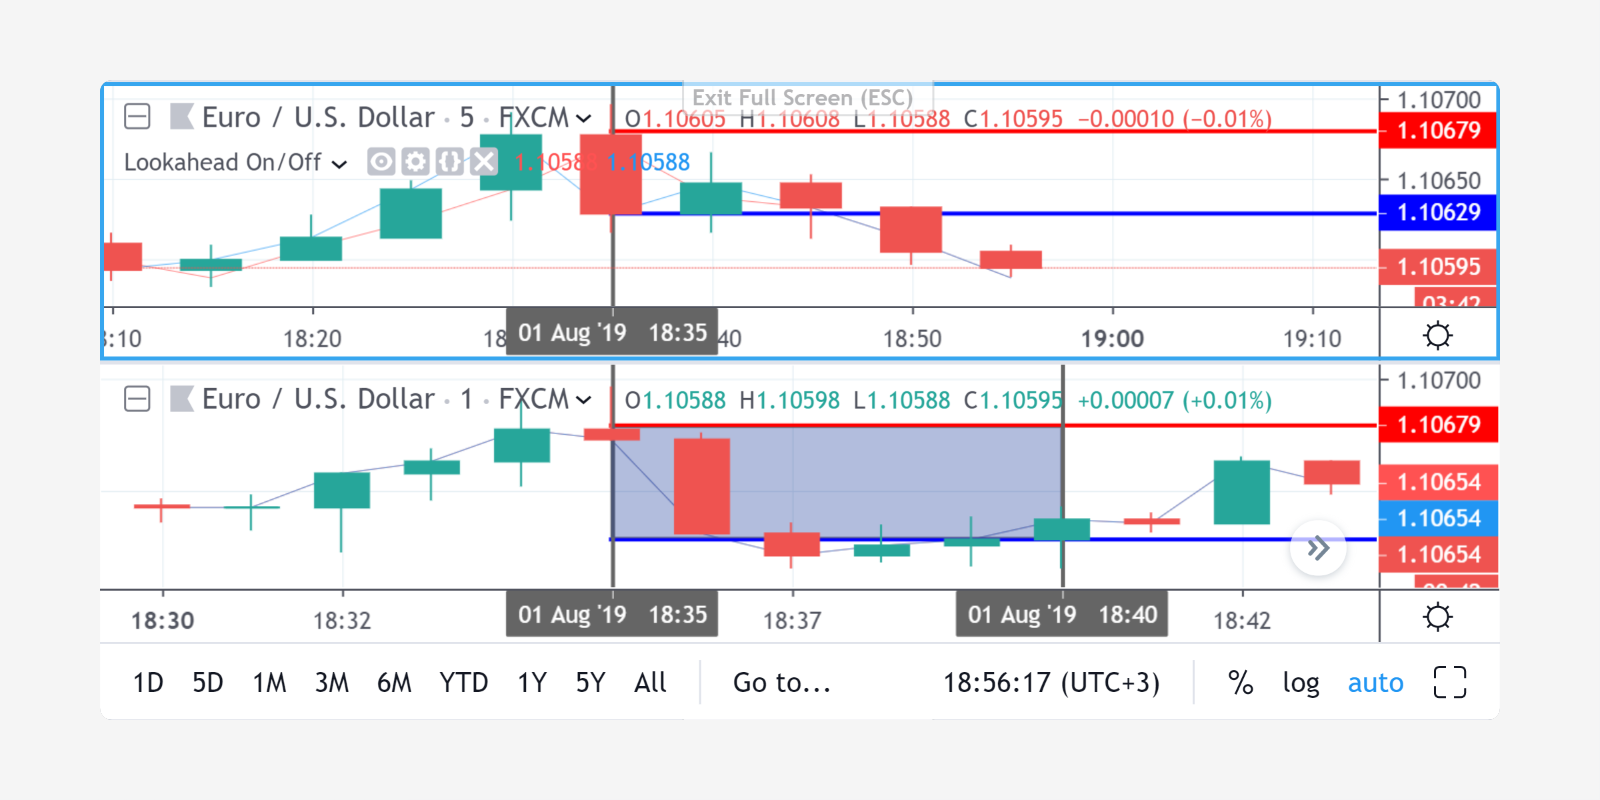 Exit Full Screen (ESC)
Euro / U.S. Dollar · 5 · FXCM O1.10605 H1.10608 L1.10588 C1.10595 −0.00010 (−0.01%)
Lookahead On/Off 1.10588 1.10588
1.10700
1.10679
1.10650
1.10629
1.10595
03:42
:10 18:20 18 01 Aug '19 18:35 40 18:50 19:00 19:10
Euro / U.S. Dollar · 1 · FXCM O1.10588 H1.10598 L1.10588 C1.10595 +0.00007 (+0.01%)
1.10700
1.10679
1.10654
1.10654
1.10654
18:30 18:32 01 Aug '19 18:35 18:37 01 Aug '19 18:40 18:42
1D 5D 1M 3M 6M YTD 1Y 5Y All Go to... 18:56:17 (UTC+3) % log auto